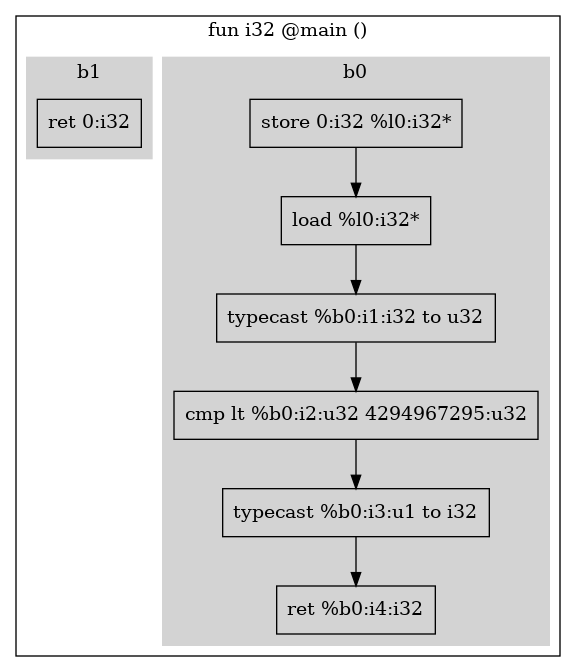 fun i32 @main ()
b1
ret 0:i32
b0
store 0:i32 %l0:i32*
load %l0:i32*
typecast %b0:i1:i32 to u32
cmp lt %b0:i2:u32 4294967295:u32
typecast %b0:i3:u1 to i32
ret %b0:i4:i32